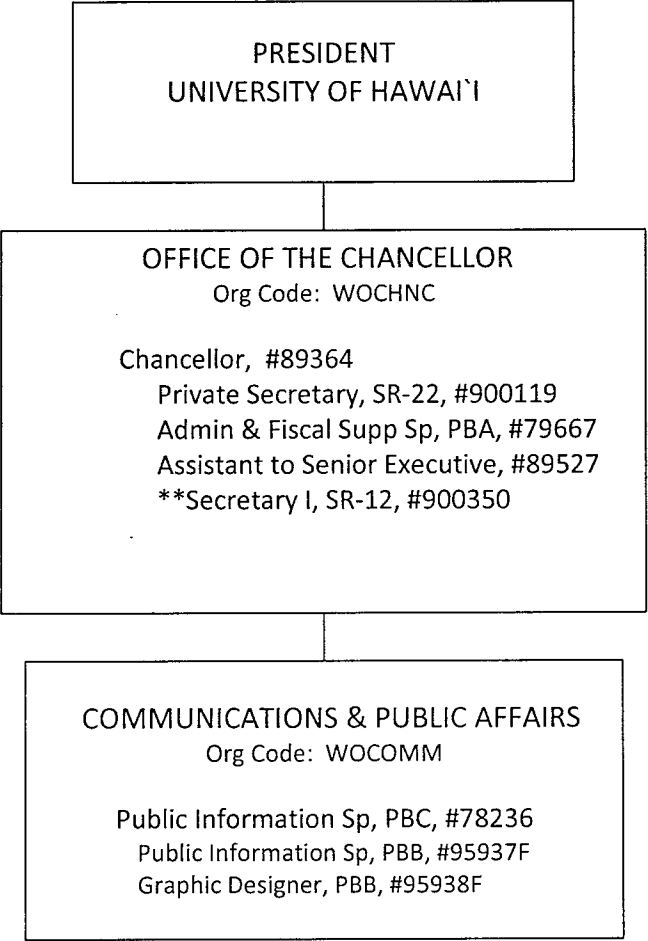 PRESIDENT
UNIVERSITY OF HAWAI`I
OFFICE OF THE CHANCELLOR
Org Code: WOCHNC
Chancellor, #89364
Private Secretary, SR-22, #900119
Admin & Fiscal Supp Sp, PBA, #79667
Assistant to Senior Executive, #89527
**Secretary I, SR-12, #900350
COMMUNICATIONS & PUBLIC AFFAIRS
Org Code: WOCOMM
Public Information Sp, PBC, #78236
Public Information Sp, PBB, #95937F
Graphic Designer, PBB, #95938F